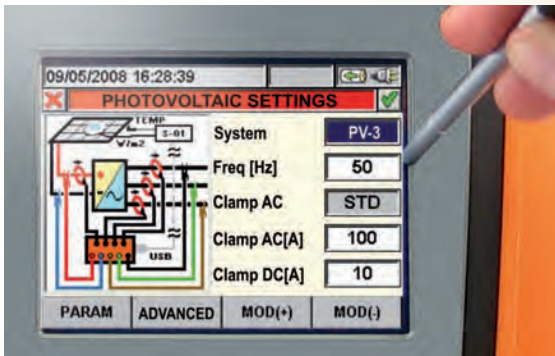 09/05/2008 16:28:39
PHOTOVOLTAIC SETTINGS
TEMP
S-01
W/m2
USB
System PV-3
Freq [Hz] 50
Clamp AC STD
Clamp AC[A] 100
Clamp DC[A] 10
PARAM ADVANCED MOD(+) MOD(-)